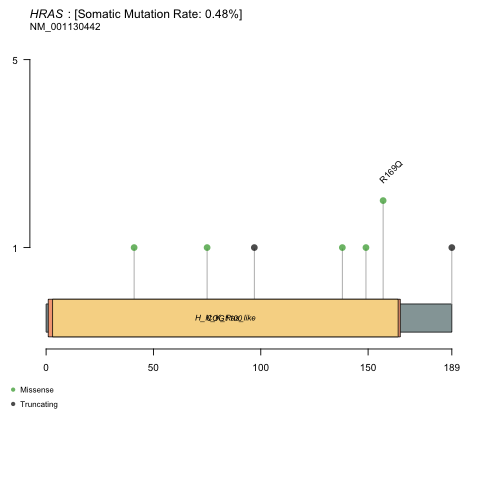 HRAS : [Somatic Mutation Rate: 0.48%]
NM_001130442
5
R169Q
1
0 50 100 150 189
Missense
Truncating